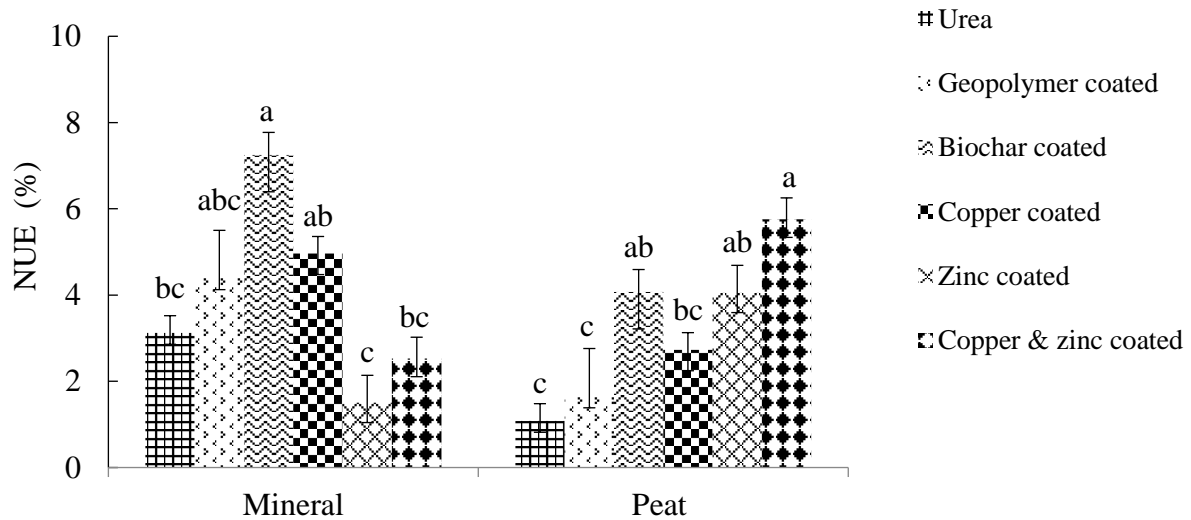 NUE (%)
10
8
6
4
2
0
bc
abc
a
ab
c
bc
c
c
ab
bc
ab
a
Mineral
Peat
Urea
Geopolymer coated
Biochar coated
Copper coated
Zinc coated
Copper & zinc coated